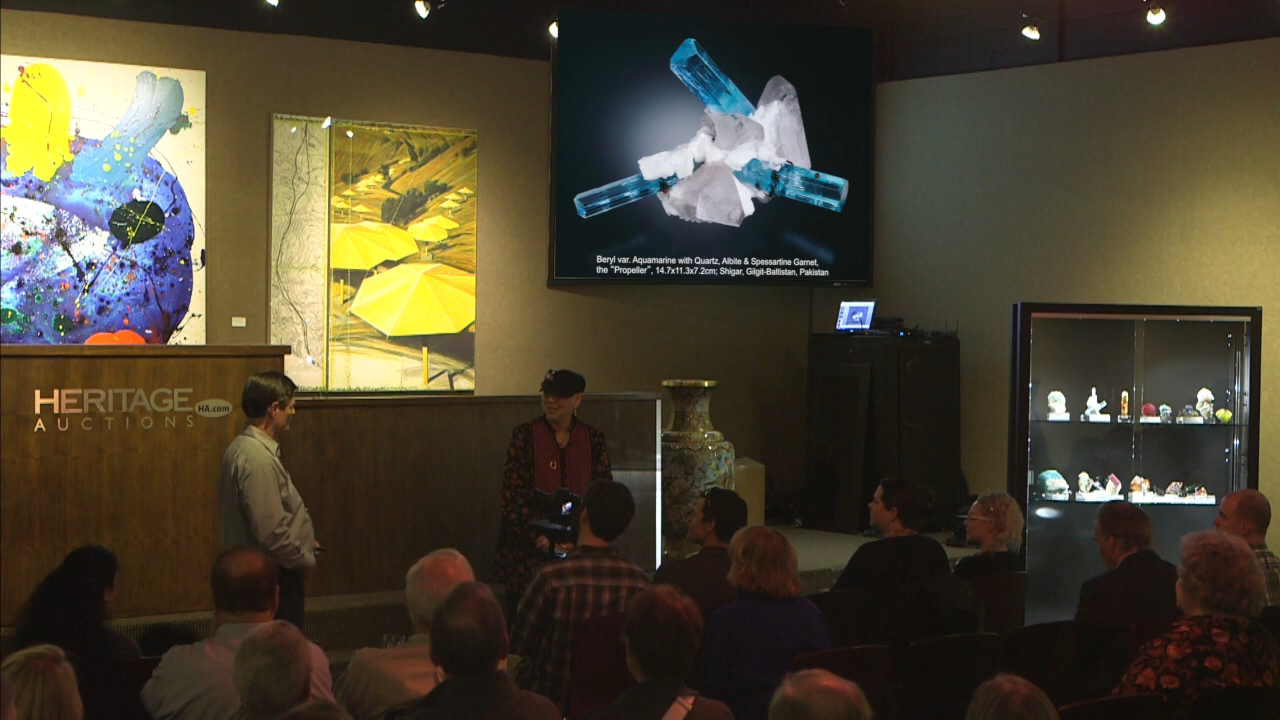 Beryl var. Aquamarine with Quartz, Albite & Spessartine Garnet,
the "Propeller", 14.7x11.3x7.2cm; Shigar, Gilgit-Baltistan, Pakistan
HERITAGE
HA.com
AUCTIONS